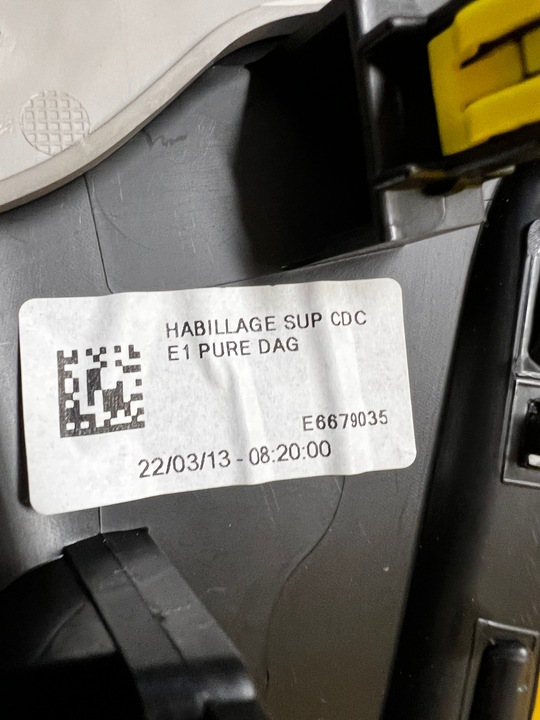 HABILLAGE SUP CDC
E1 PURE DAG
E6679035
22/03/13 - 08:20:00